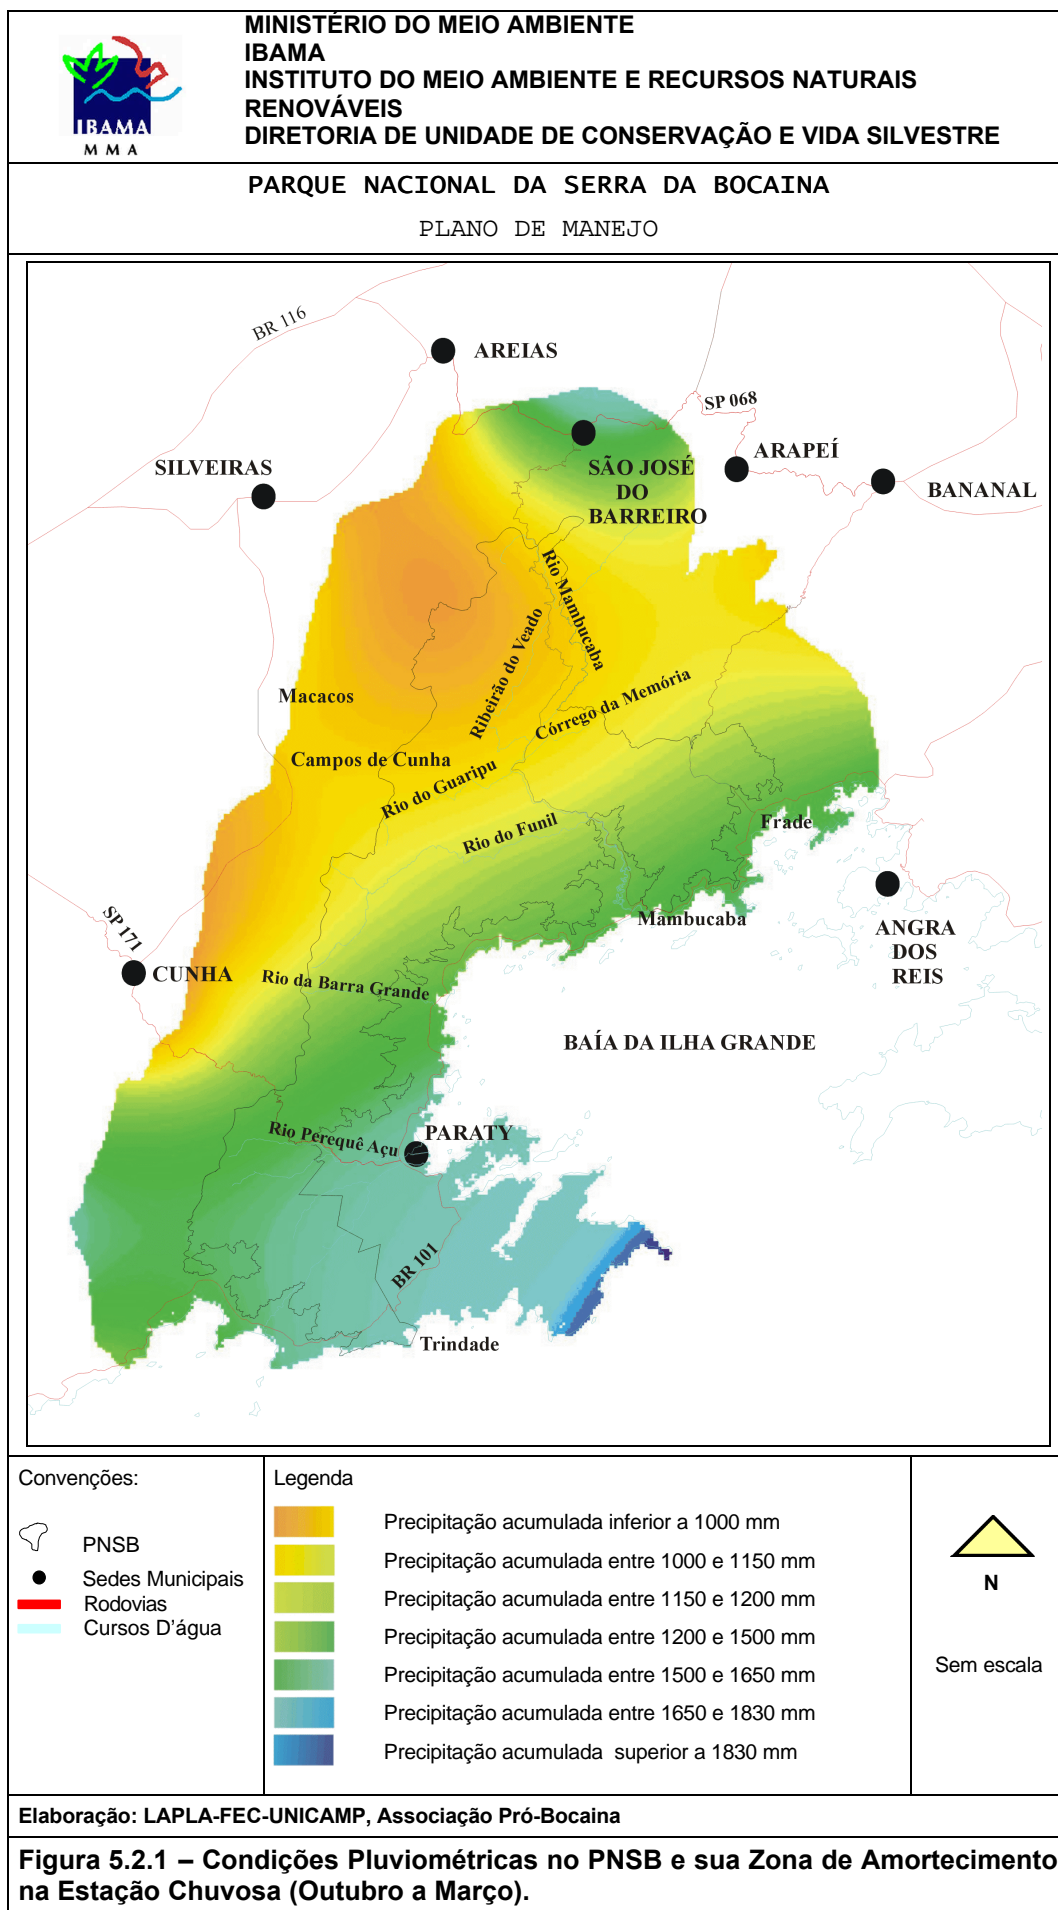 IBAMA
M M A
MINISTÉRIO DO MEIO AMBIENTE
IBAMA
INSTITUTO DO MEIO AMBIENTE E RECURSOS NATURAIS
RENOVÁVEIS
DIRETORIA DE UNIDADE DE CONSERVAÇÃO E VIDA SILVESTRE
PARQUE NACIONAL DA SERRA DA BOCAINA
PLANO DE MANEJO
BR 116
AREIAS
SP 068
ARAPEÍ
SILVEIRAS
SÃO JOSÉ
DO
BARREIRO
BANANAL
Rio Mambucaba
Ribeirão do Veado
Macacos
Córrego da Memória
Campos de Cunha
Rio do Guaripu
Rio do Funil
Frade
Mambucaba
SP 171
ANGRA
DOS
REIS
CUNHA
Rio da Barra Grande
BAÍA DA ILHA GRANDE
Rio Perequê Açu
PARATY
BR 101
Trindade
Convenções:
PNSB
Sedes Municipais
Rodovias
Cursos D'água
Legenda
Precipitação acumulada inferior a 1000 mm
Precipitação acumulada entre 1000 e 1150 mm
Precipitação acumulada entre 1150 e 1200 mm
Precipitação acumulada entre 1200 e 1500 mm
Precipitação acumulada entre 1500 e 1650 mm
Precipitação acumulada entre 1650 e 1830 mm
Precipitação acumulada superior a 1830 mm
N
Sem escala
Elaboração: LAPLA-FEC-UNICAMP, Associação Pró-Bocaina
Figura 5.2.1 – Condições Pluviométricas no PNSB e sua Zona de Amortecimento
na Estação Chuvosa (Outubro a Março).